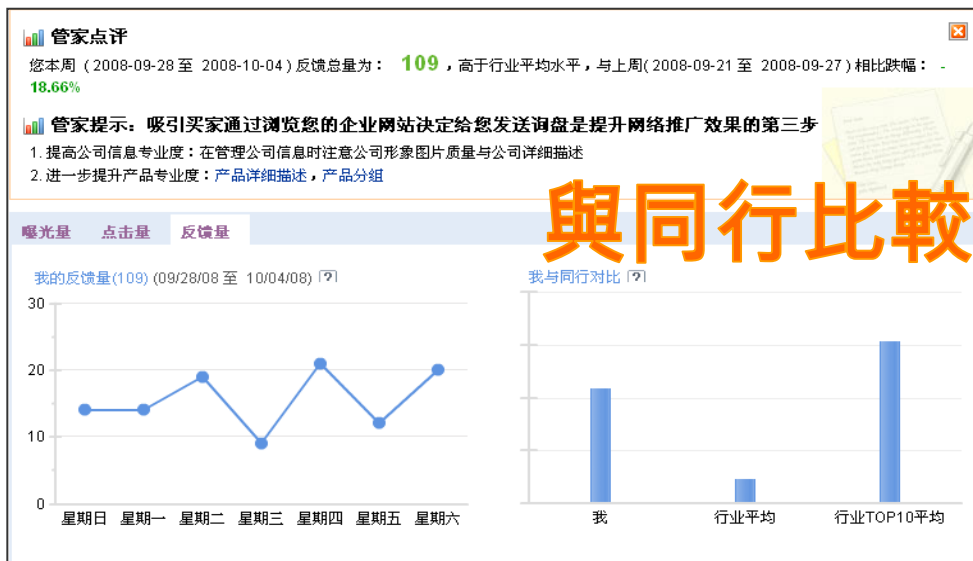 管家点评
您本周 (2008-09-28 至 2008-10-04) 反馈总量为： 109 ，高于行业平均水平，与上周( 2008-09-21 至 2008-09-27 ) 相比跌幅： -
18.66%
管家提示：吸引买家通过浏览您的企业网站决定给您发送询盘是提升网络推广效果的第三步
1. 提高公司信息专业度：在管理公司信息时注意公司形象图片质量与公司详细描述
2. 进一步提升产品专业度：产品详细描述，产品分组
與同行比較
曝光量 点击量 反馈量
我的反馈量(109) (09/28/08 至 10/04/08) ?
30
20
10
0
星期日 星期一 星期二 星期三 星期四 星期五 星期六
我与同行对比 ?
我 行业平均 行业TOP10平均